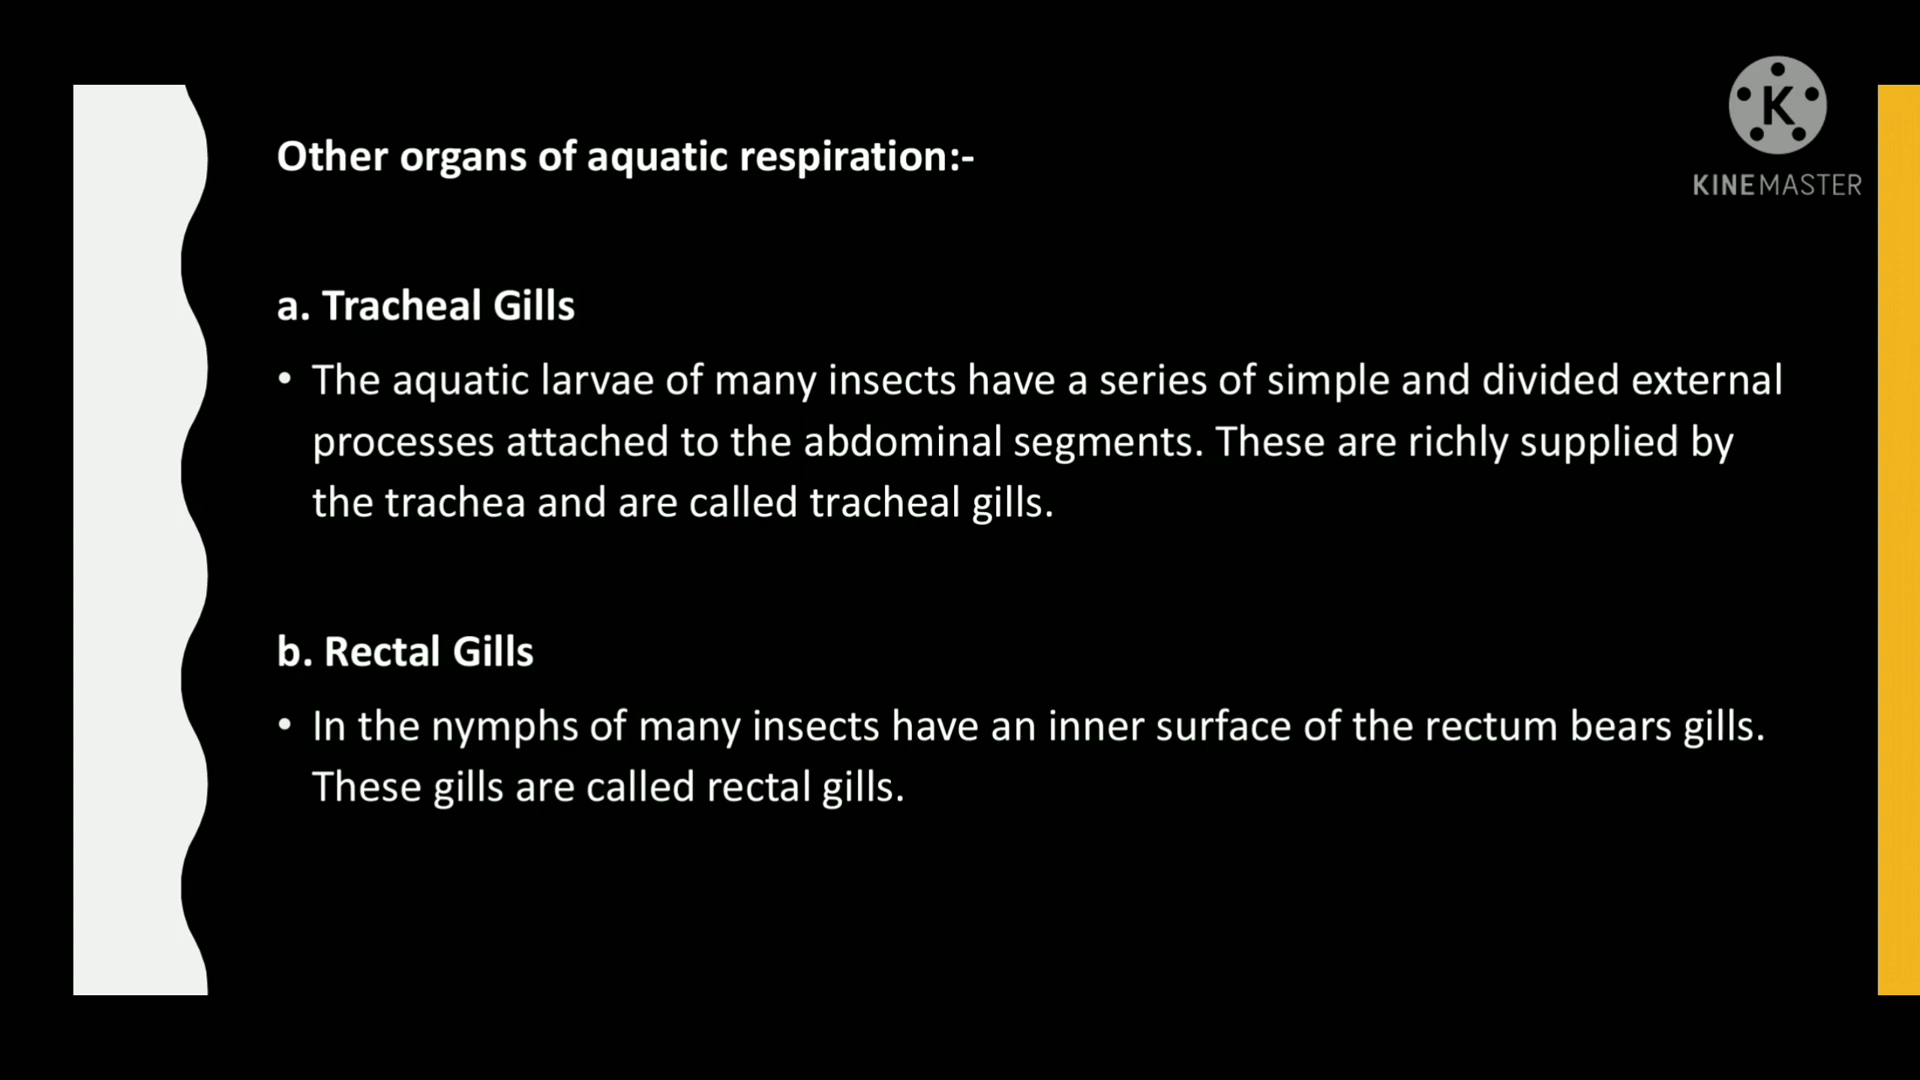 K
KINEMASTER
Other organs of aquatic respiration:-
a. Tracheal Gills
• The aquatic larvae of many insects have a series of simple and divided external
processes attached to the abdominal segments. These are richly supplied by
the trachea and are called tracheal gills.
b. Rectal Gills
• In the nymphs of many insects have an inner surface of the rectum bears gills.
These gills are called rectal gills.